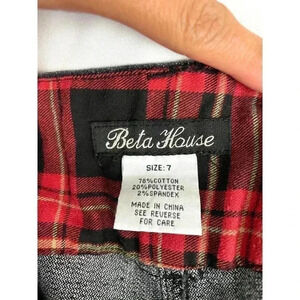 Beta House
SIZE: 7
78%COTTON
20%POLYESTER
2%SPANDEX
MADE IN CHINA
SEE REVERSE
FOR CARE